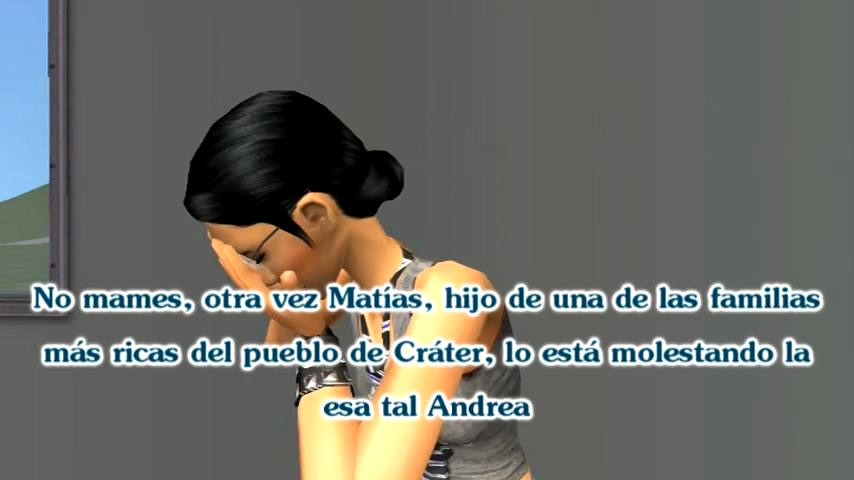 No mames, otra vez Matías, hijo de una de las familias
más ricas del pueblo de Cráter, lo está molestando la
esa tal Andrea